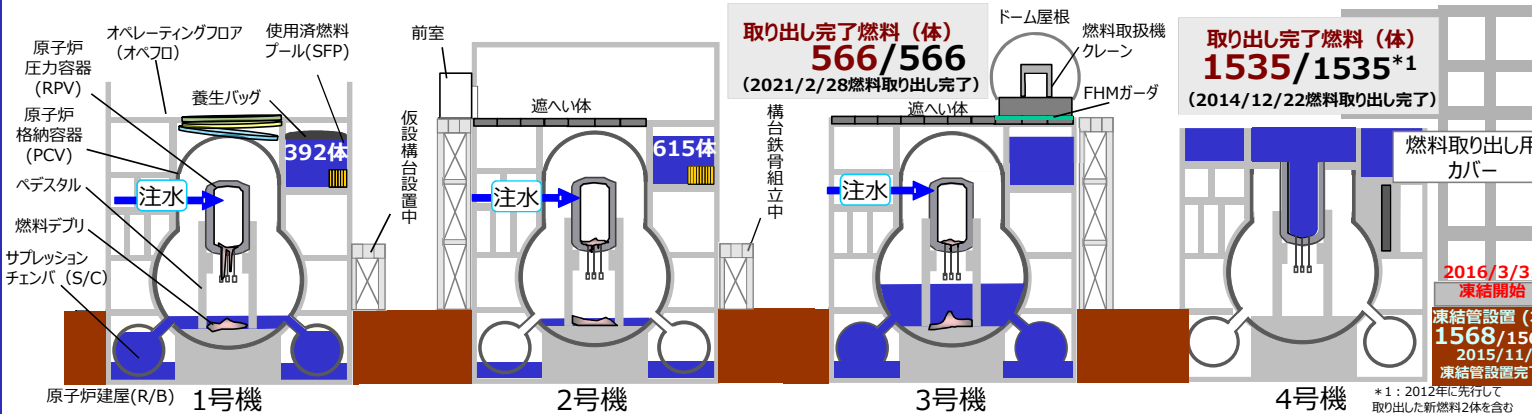 原子炉
圧力容器
(RPV)
オペレーティングフロア
(オペフロ)
使用済燃料
プール(SFP)
養生バッグ
原子炉
格納容器
(PCV)
392体
ペデスタル
注水
燃料デブリ
サプレッション
チェンバ (S/C)
原子炉建屋(R/B)
1号機
仮設構台設置中
前室
遮へい体
615体
注水
2号機
構台鉄骨組立中
取り出し完了燃料（体）
566/566
(2021/2/28燃料取り出し完了)
ドーム屋根
燃料取扱機
クレーン
FHMガーダ
遮へい体
注水
3号機
取り出し完了燃料（体）
1535/1535*1
(2014/12/22燃料取り出し完了)
燃料取り出し用
カバー
4号機
2016/3/3
凍結開始
凍結管設置
1568/15
2015/11/
凍結管設置完
*1：2012年に先行して
取り出した新燃料2体を含む